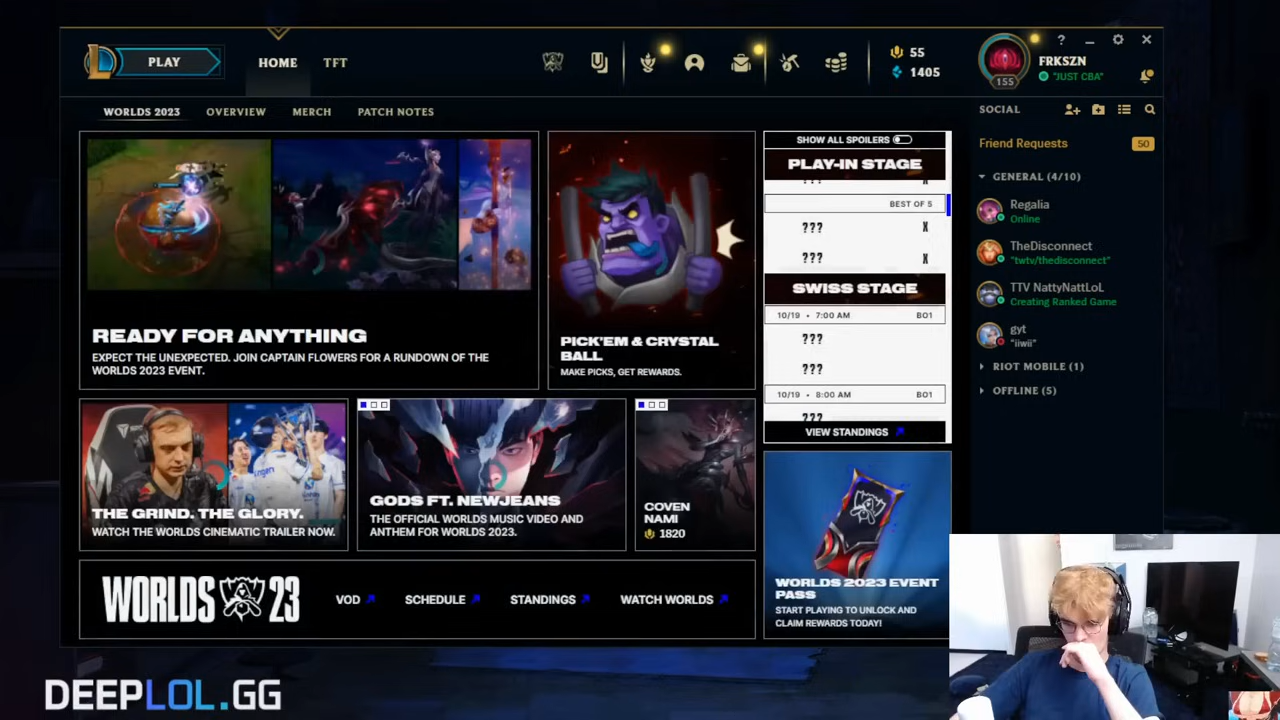 PLAY
HOME
TFT
55
1405
155
?
FRKSZN
"JUST CBA"
WORLDS 2023
OVERVIEW
MERCH
PATCH NOTES
READY FOR ANYTHING
EXPECT THE UNEXPECTED. JOIN CAPTAIN FLOWERS FOR A RUNDOWN OF THE
WORLDS 2023 EVENT.
PICK'EM & CRYSTAL
BALL
MAKE PICKS, GET REWARDS.
SHOW ALL SPOILERS
PLAY-IN STAGE
??? X
BEST OF 5
??? X
??? X
SWISS STAGE
10/19 • 7:00 AM BO1
???
???
10/19 • 8:00 AM BO1
???
VIEW STANDINGS
THE GRIND. THE GLORY.
WATCH THE WORLDS CINEMATIC TRAILER NOW.
GODS FT. NEWJEANS
THE OFFICIAL WORLDS MUSIC VIDEO AND
ANTHEM FOR WORLDS 2023.
COVEN
NAMI
1820
WORLDS 2023 EVENT
PASS
START PLAYING TO UNLOCK AND
CLAIM REWARDS TODAY!
WORLDS 23
VOD
SCHEDULE
STANDINGS
WATCH WORLDS
SOCIAL
Friend Requests 50
GENERAL (4/10)
Regalia
Online
TheDisconnect
"twtv/thedisconnect"
TTV NattyNattLoL
Creating Ranked Game
gyt
"iiwii"
RIOT MOBILE (1)
OFFLINE (5)
DEEPLOL.GG